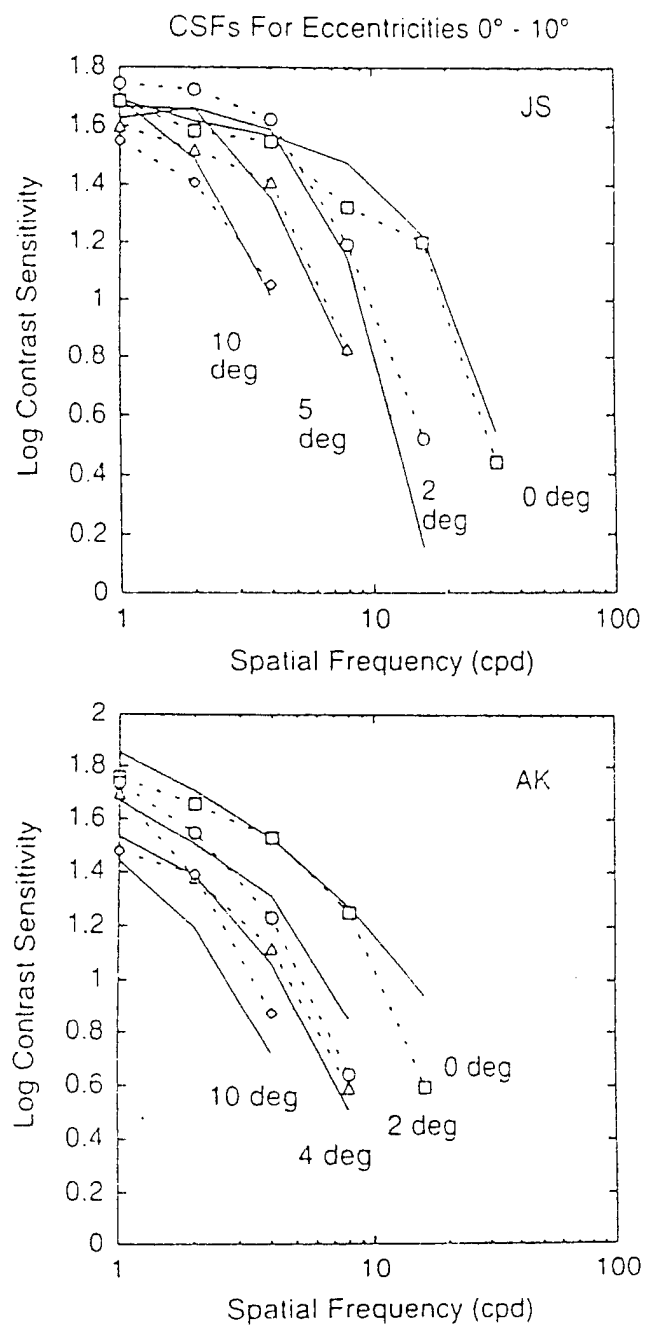 CSFs For Eccentricities 0° - 10°
1.8
1.6
1.4
1.2
1
0.8
0.6
0.4
0.2
0
Log Contrast Sensitivity
JS
10
deg
5
deg
2
deg
0 deg
1
10
100
Spatial Frequency (cpd)
2
1.8
1.6
1.4
1.2
1
0.8
0.6
0.4
0.2
0
Log Contrast Sensitivity
AK
0 deg
10 deg
2 deg
4 deg
1
10
100
Spatial Frequency (cpd)